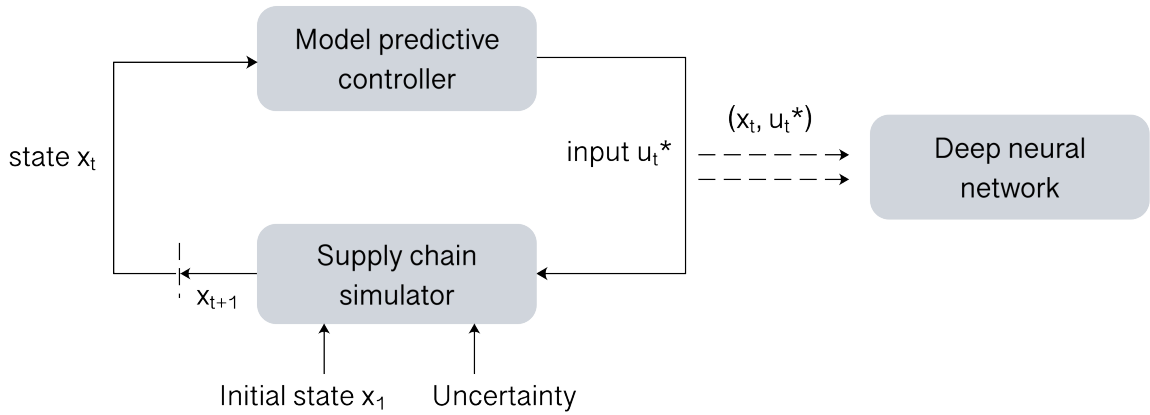 Model predictive
controller
state xₜ
input uₜ*
(xₜ, uₜ*)
Deep neural
network
Supply chain
simulator
xₜ₊₁
Initial state x₁
Uncertainty